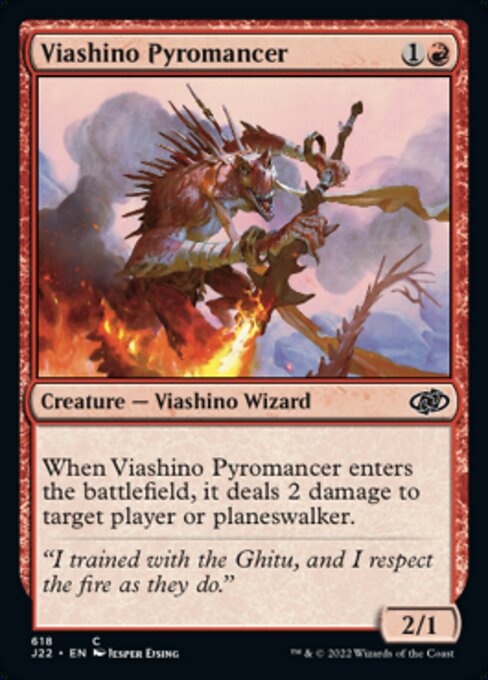 Viashino Pyromancer 1
Creature — Viashino Wizard
When Viashino Pyromancer enters
the battlefield, it deals 2 damage to
target player or planeswalker.
“I trained with the Ghitu, and I respect
the fire as they do.”
2/1
618 C
J22 • EN Jesper Ejsing
™ & © 2022 Wizards of the Coast